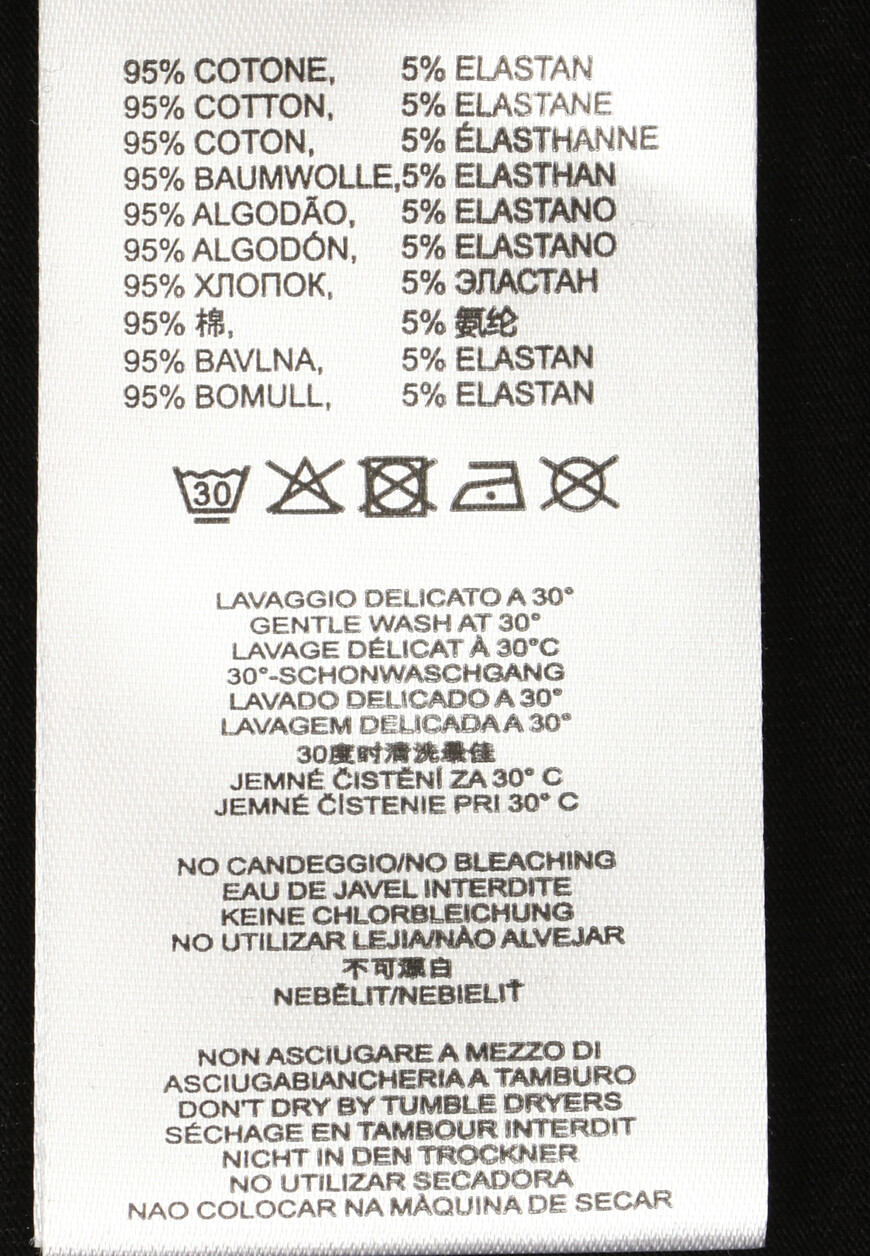 95% COTONE, 5% ELASTAN
95% COTTON, 5% ELASTANE
95% COTON, 5% ÉLASTHANNE
95% BAUMWOLLE, 5% ELASTHAN
95% ALGODÃO, 5% ELASTANO
95% ALGODÓN, 5% ELASTANO
95% ХЛОПОК, 5% ЭЛАСТАН
95% 棉, 5% 氨纶
95% BAVLNA, 5% ELASTAN
95% BOMULL, 5% ELASTAN
30
LAVAGGIO DELICATO A 30°
GENTLE WASH AT 30°
LAVAGE DÉLICAT À 30°C
30°-SCHONWASCHGANG
LAVADO DELICADO A 30°
LAVAGEM DELICADA A 30°
30度时清洗最佳
JEMNÉ ČISTĚNÍ ZA 30° C
JEMNÉ ČISTENIE PRI 30° C
NO CANDEGGIO/NO BLEACHING
EAU DE JAVEL INTERDITE
KEINE CHLORBLEICHUNG
NO UTILIZAR LEJIA/NÀO ALVEJAR
不可漂白
NEBĚLIT/NEBIELIŤ
NON ASCIUGARE A MEZZO DI
ASCIUGABIANCHERIA A TAMBURO
DON'T DRY BY TUMBLE DRYERS
SÉCHAGE EN TAMBOUR INTERDIT
NICHT IN DEN TROCKNER
NO UTILIZAR SECADORA
NAO COLOCAR NA MÀQUINA DE SECAR